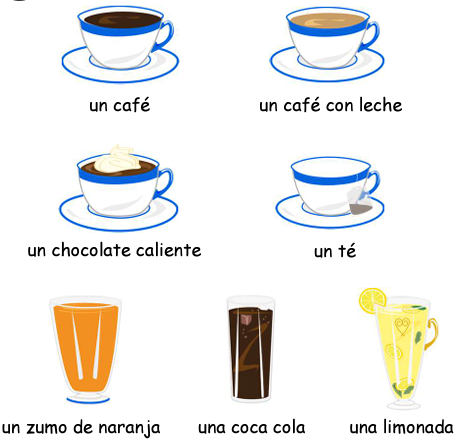 un café
un café con leche
un chocolate caliente
un té
un zumo de naranja
una coca cola
una limonada